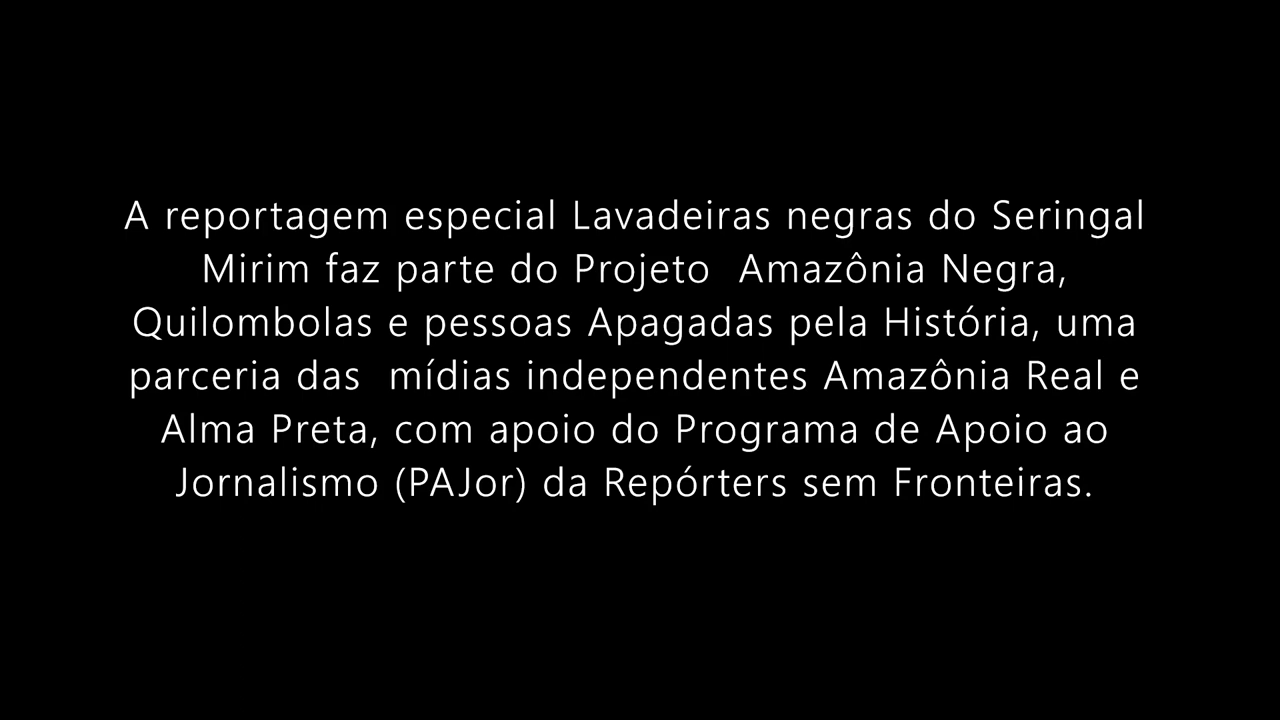 A reportagem especial Lavadeiras negras do Seringal
Mirim faz parte do Projeto  Amazônia Negra,
Quilombolas e pessoas Apagadas pela História, uma
parceria das  mídias independentes Amazônia Real e
Alma Preta, com apoio do Programa de Apoio ao
Jornalismo (PAJor) da Repórters sem Fronteiras.